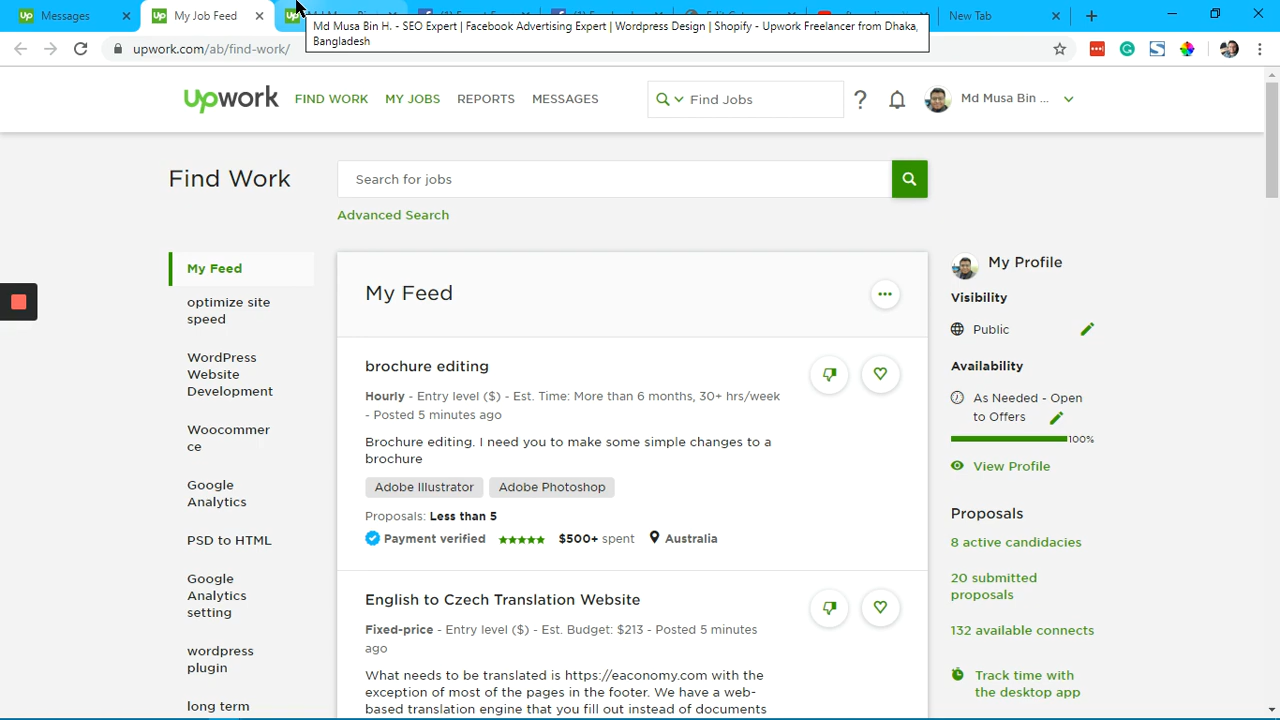 Messages
My Job Feed
New Tab
Md Musa Bin H. - SEO Expert | Facebook Advertising Expert | Wordpress Design | Shopify - Upwork Freelancer from Dhaka,
Bangladesh
upwork.com/ab/find-work/
Upwork
FIND WORK
MY JOBS
REPORTS
MESSAGES
Find Jobs
?
Md Musa Bin ...
Find Work
Search for jobs
Advanced Search
My Feed
optimize site
speed
WordPress
Website
Development
Woocommer
ce
Google
Analytics
PSD to HTML
Google
Analytics
setting
wordpress
plugin
long term
My Feed
brochure editing
Hourly - Entry level ($) - Est. Time: More than 6 months, 30+ hrs/week
- Posted 5 minutes ago
Brochure editing. I need you to make some simple changes to a
brochure
Adobe Illustrator
Adobe Photoshop
Proposals: Less than 5
Payment verified
$500+ spent
Australia
English to Czech Translation Website
Fixed-price - Entry level ($) - Est. Budget: $213 - Posted 5 minutes
ago
What needs to be translated is https://eaconomy.com with the
exception of most of the pages in the footer. We have a web-
based translation engine that you fill out instead of documents
My Profile
Visibility
Public
Availability
As Needed - Open
to Offers
100%
View Profile
Proposals
8 active candidacies
20 submitted
proposals
132 available connects
Track time with
the desktop app